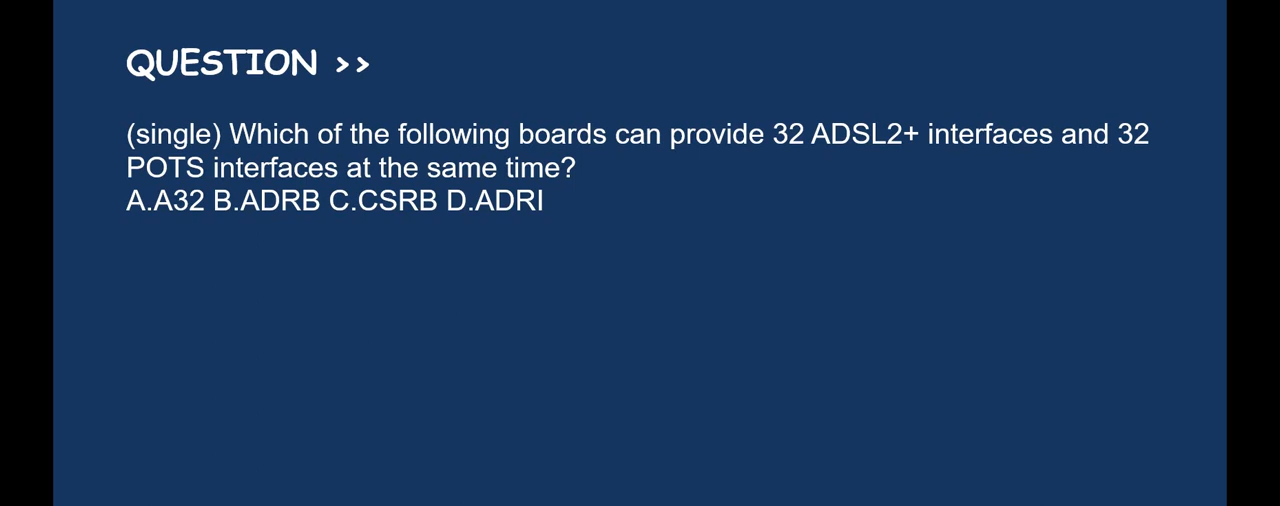 QUESTION >>
(single) Which of the following boards can provide 32 ADSL2+ interfaces and 32
POTS interfaces at the same time?
A.A32 B.ADRB C.CSRB D.ADRI